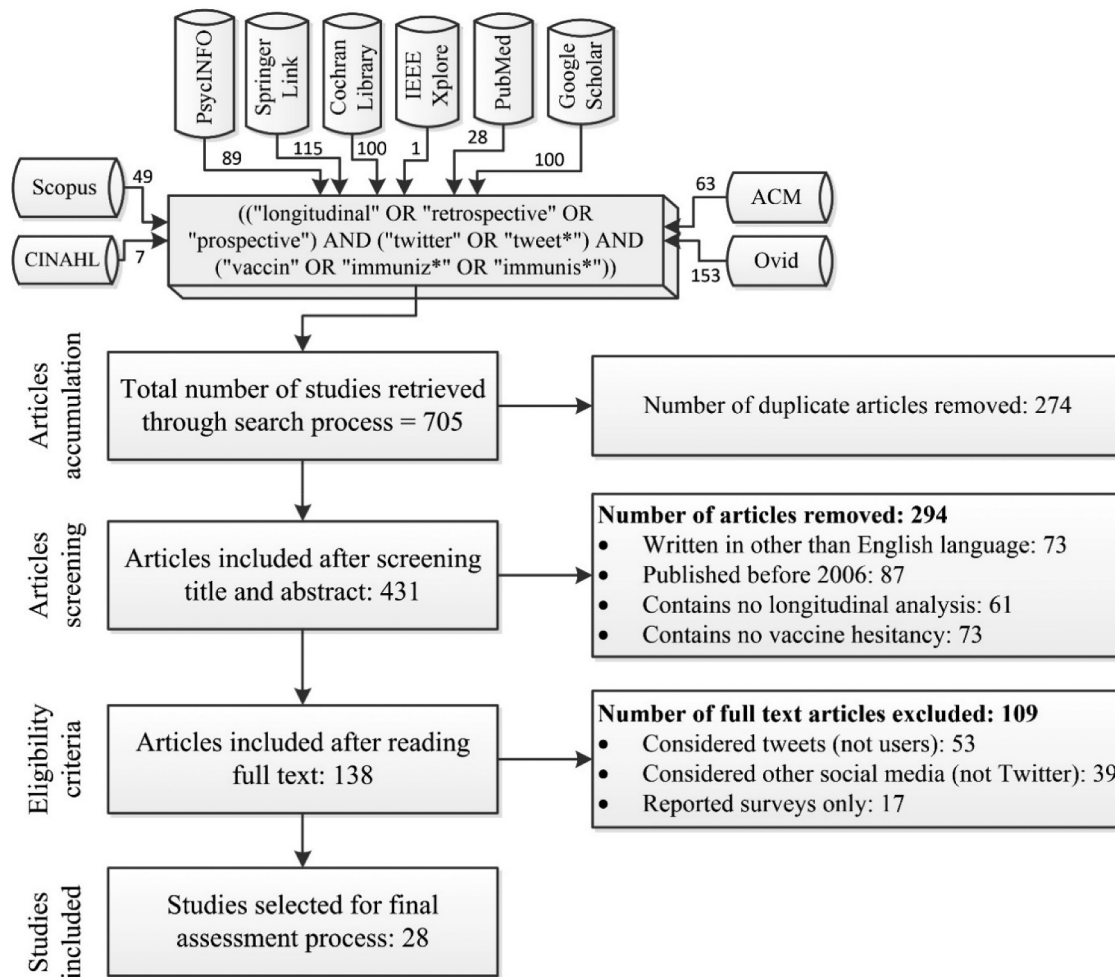 PsycINFO
Springer
Link
Cochran
Library
IEEE
Xplore
PubMed
Google
Scholar
89
115
100
1
28
100
Scopus
49
CINAHL
7
63
ACM
153
Ovid
(("longitudinal" OR "retrospective" OR
"prospective") AND ("twitter" OR "tweet*") AND
("vaccin" OR "immuniz*" OR "immunis*"))
Articles
accumulation
Total number of studies retrieved
through search process = 705
Number of duplicate articles removed: 274
Articles
screening
Articles included after screening
title and abstract: 431
Number of articles removed: 294
• Written in other than English language: 73
• Published before 2006: 87
• Contains no longitudinal analysis: 61
• Contains no vaccine hesitancy: 73
Eligibility
criteria
Articles included after reading
full text: 138
Number of full text articles excluded: 109
• Considered tweets (not users): 53
• Considered other social media (not Twitter): 39
• Reported surveys only: 17
Studies
included
Studies selected for final
assessment process: 28